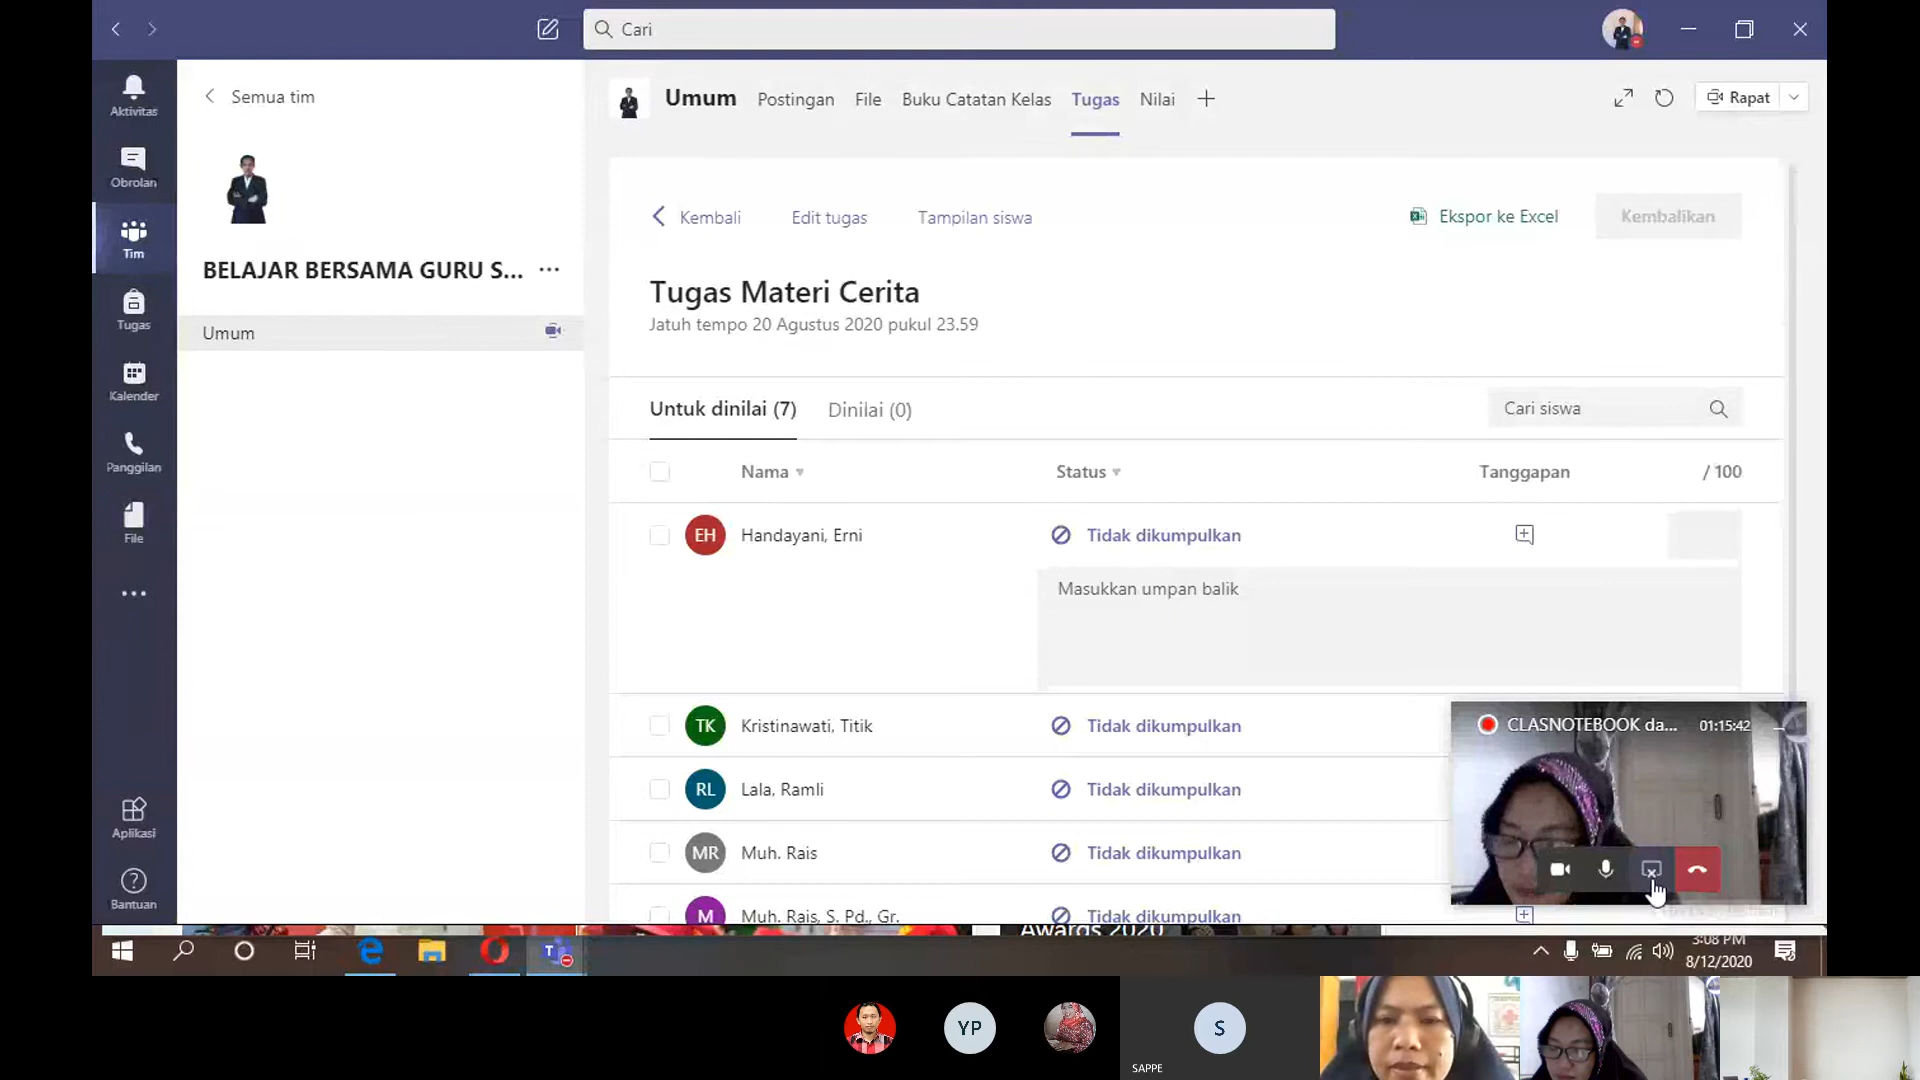 Cari
Aktivitas
Obrolan
Tim
Tugas
Kalender
Panggilan
File
Aplikasi
Bantuan
Semua tim
BELAJAR BERSAMA GURU S...
Umum
Umum Postingan File Buku Catatan Kelas Tugas Nilai
Rapat
Kembali Edit tugas Tampilan siswa Ekspor ke Excel Kembalikan
Tugas Materi Cerita
Jatuh tempo 20 Agustus 2020 pukul 23.59
Untuk dinilai (7) Dinilai (0) Cari siswa
Nama Status Tanggapan / 100
EH Handayani, Erni Tidak dikumpulkan
Masukkan umpan balik
TK Kristinawati, Titik Tidak dikumpulkan
RL Lala, Ramli Tidak dikumpulkan
MR Muh. Rais Tidak dikumpulkan
M Muh. Rais, S. Pd., Gr. Tidak dikumpulkan
CLASNOTEBOOK da... 01:15:42
Awards 2020
3:08 PM
8/12/2020
YP
S
SAPPE